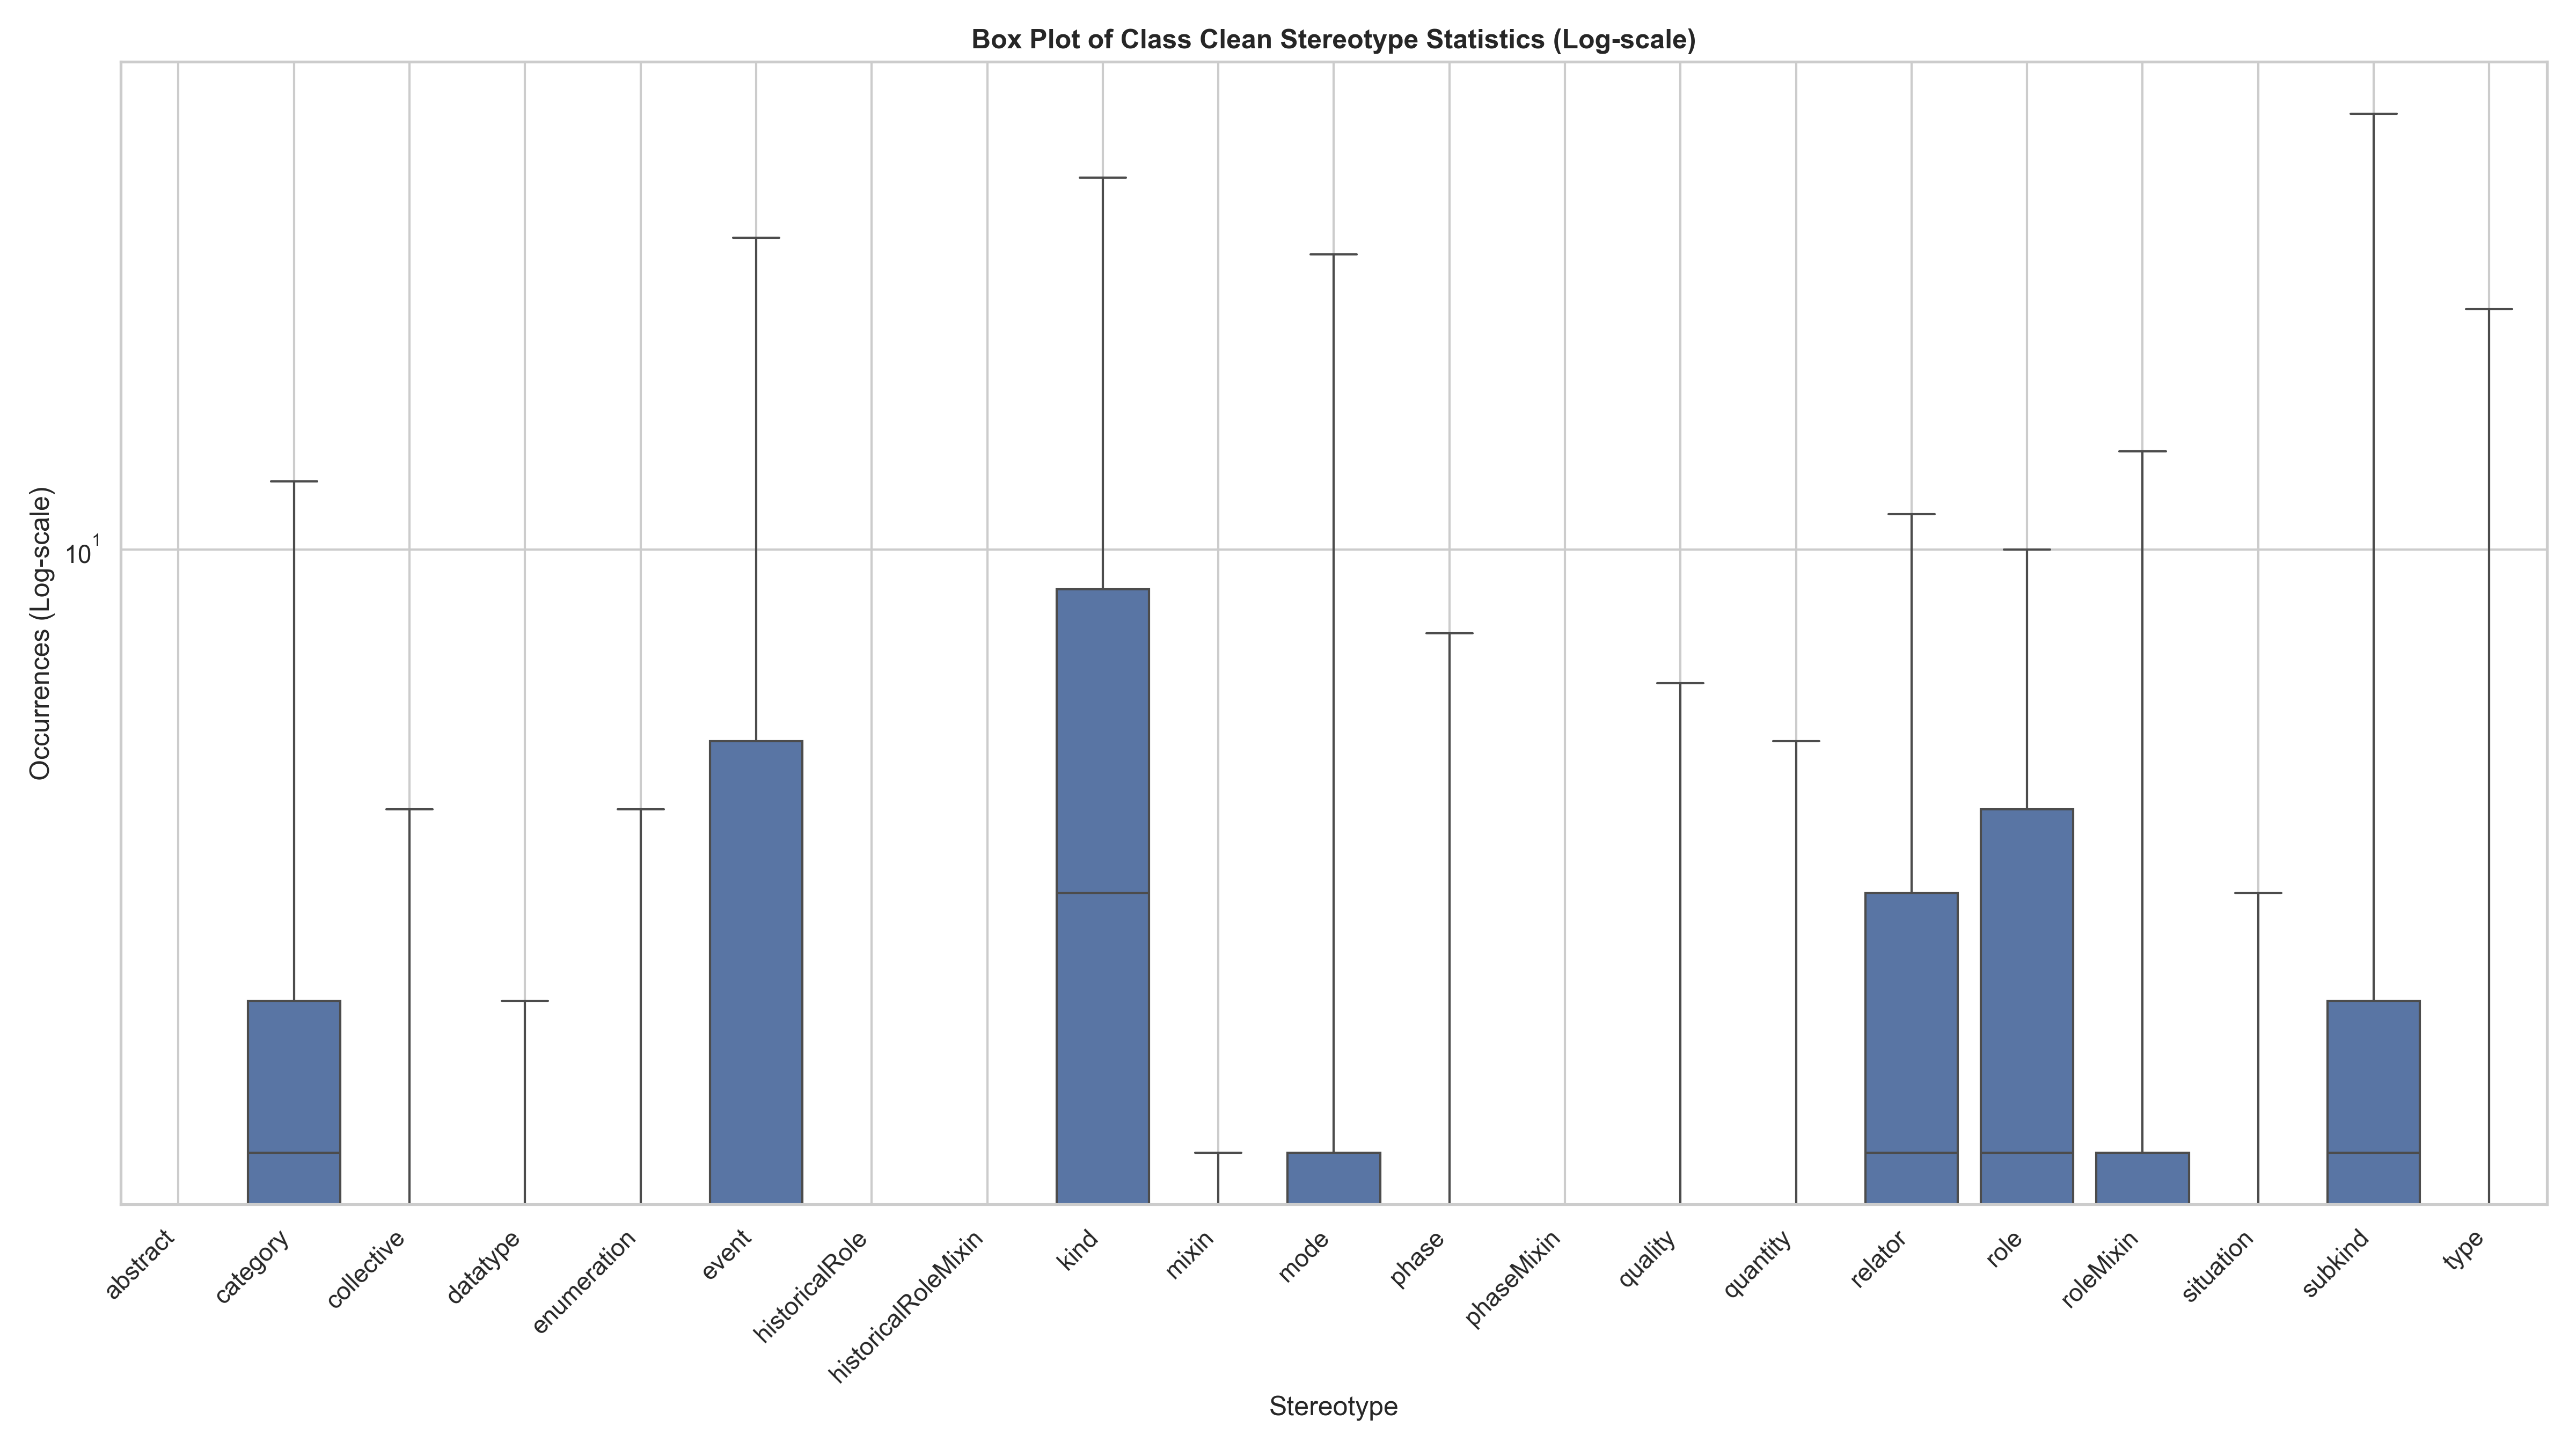 Box Plot of Class Clean Stereotype Statistics (Log-scale)
Occurrences (Log-scale)
10¹
abstract
category
collective
datatype
enumeration
event
historicalRole
historicalRoleMixin
kind
mixin
mode
phase
phaseMixin
quality
quantity
relator
role
roleMixin
situation
subkind
type
Stereotype